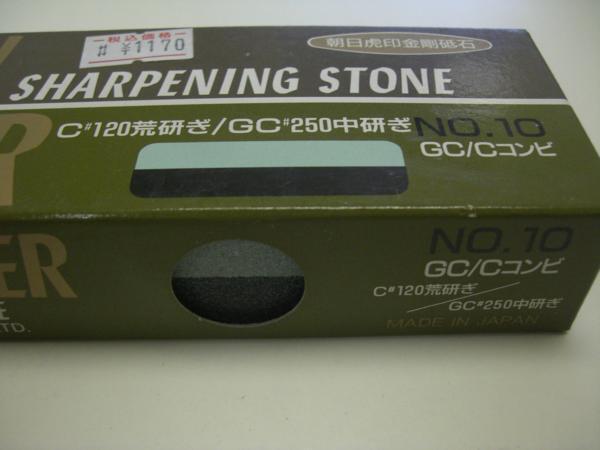 税込価格
¥1170
朝日虎印金剛砥石
SHARPENING STONE
C#120荒研ぎ/GC#250中研ぎ NO.10
GC/Cコンビ
NO.10
GC/Cコンビ
C#120荒研ぎ/
GC#250中研ぎ
MADE IN JAPAN
LTD.